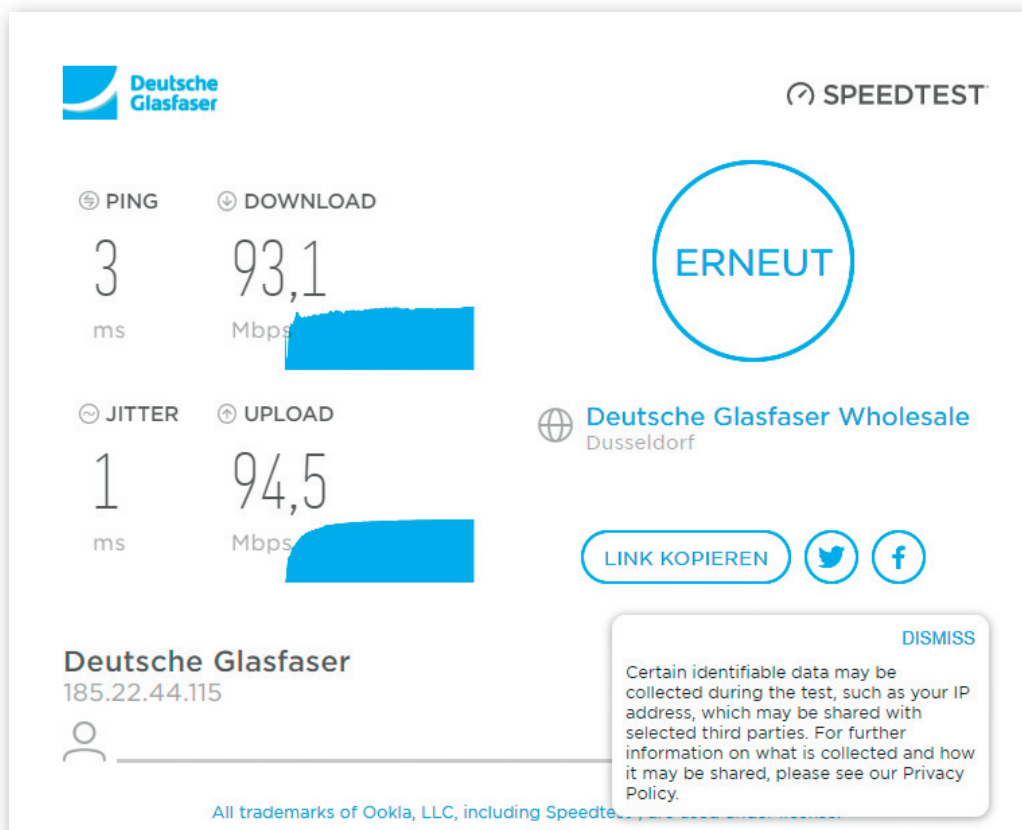 Deutsche
Glasfaser
SPEEDTEST
PING
DOWNLOAD
3
93,1
ms
Mbps
ERNEUT
JITTER
UPLOAD
1
94,5
ms
Mbps
Deutsche Glasfaser Wholesale
Dusseldorf
LINK KOPIEREN
Deutsche Glasfaser
185.22.44.115
DISMISS
Certain identifiable data may be
collected during the test, such as your IP
address, which may be shared with
selected third parties. For further
information on what is collected and how
it may be shared, please see our Privacy
Policy.
All trademarks of Ookla, LLC, including Speedtest